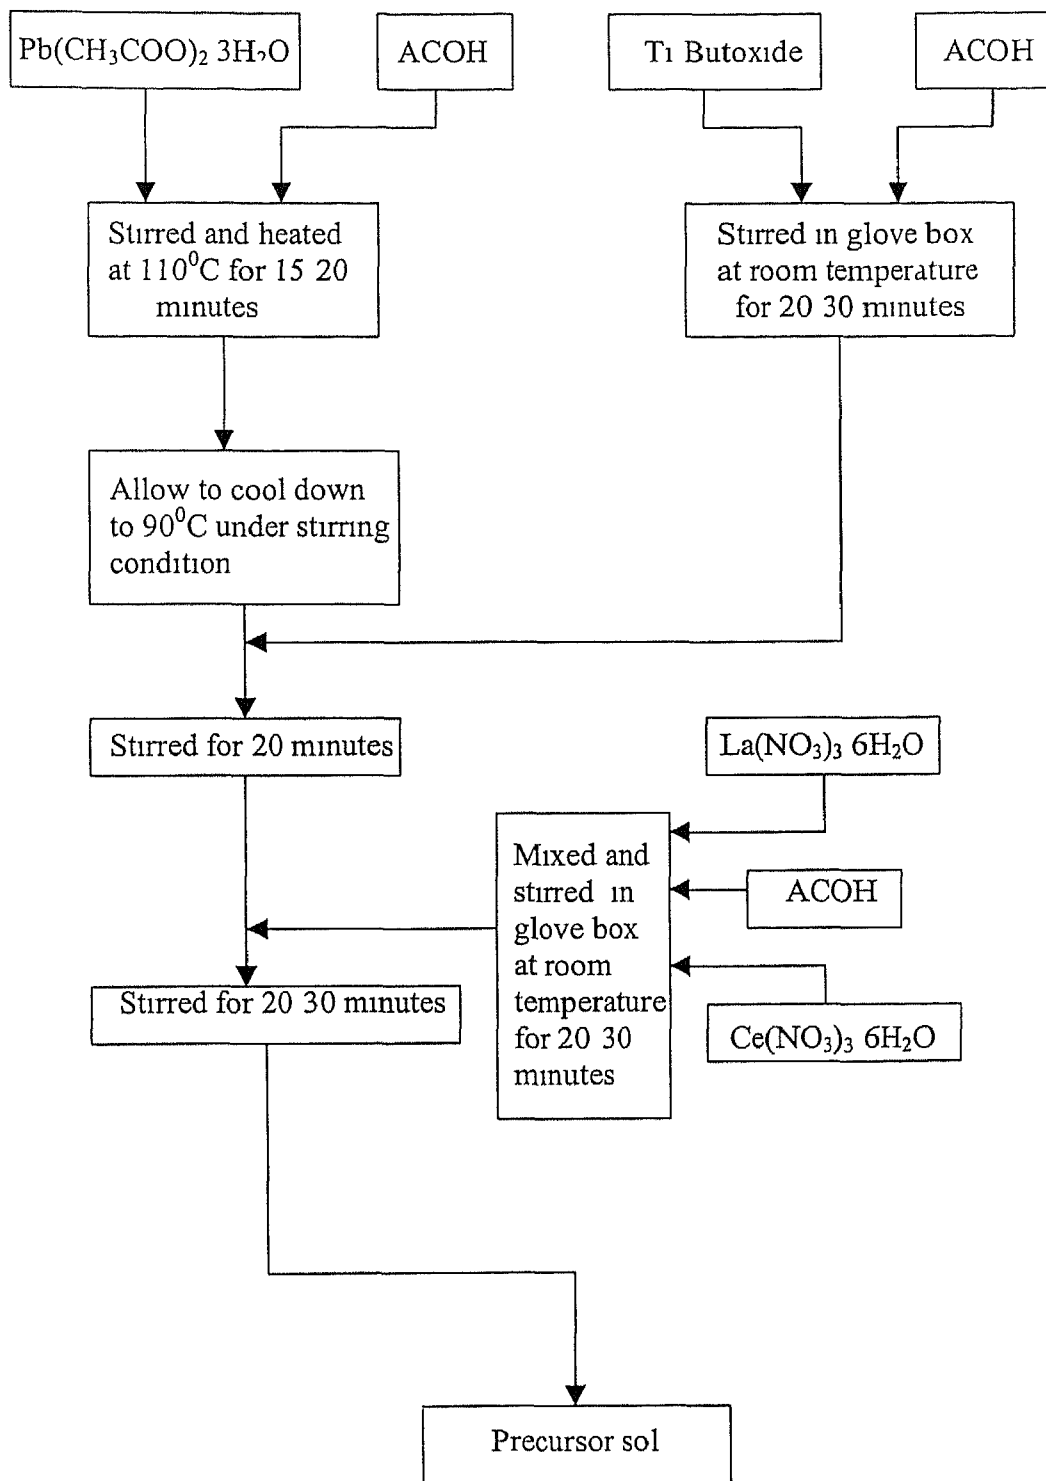 Pb(CH₃COO)₂ 3H₂O
ACOH
Ti Butoxide
ACOH
Stirred and heated
at 110⁰C for 15 20
minutes
Stirred in glove box
at room temperature
for 20 30 minutes
Allow to cool down
to 90⁰C under stirring
condition
Stirred for 20 minutes
La(NO₃)₃ 6H₂O
Mixed and
stirred in
glove box
at room
temperature
for 20 30
minutes
ACOH
Ce(NO₃)₃ 6H₂O
Stirred for 20 30 minutes
Precursor sol